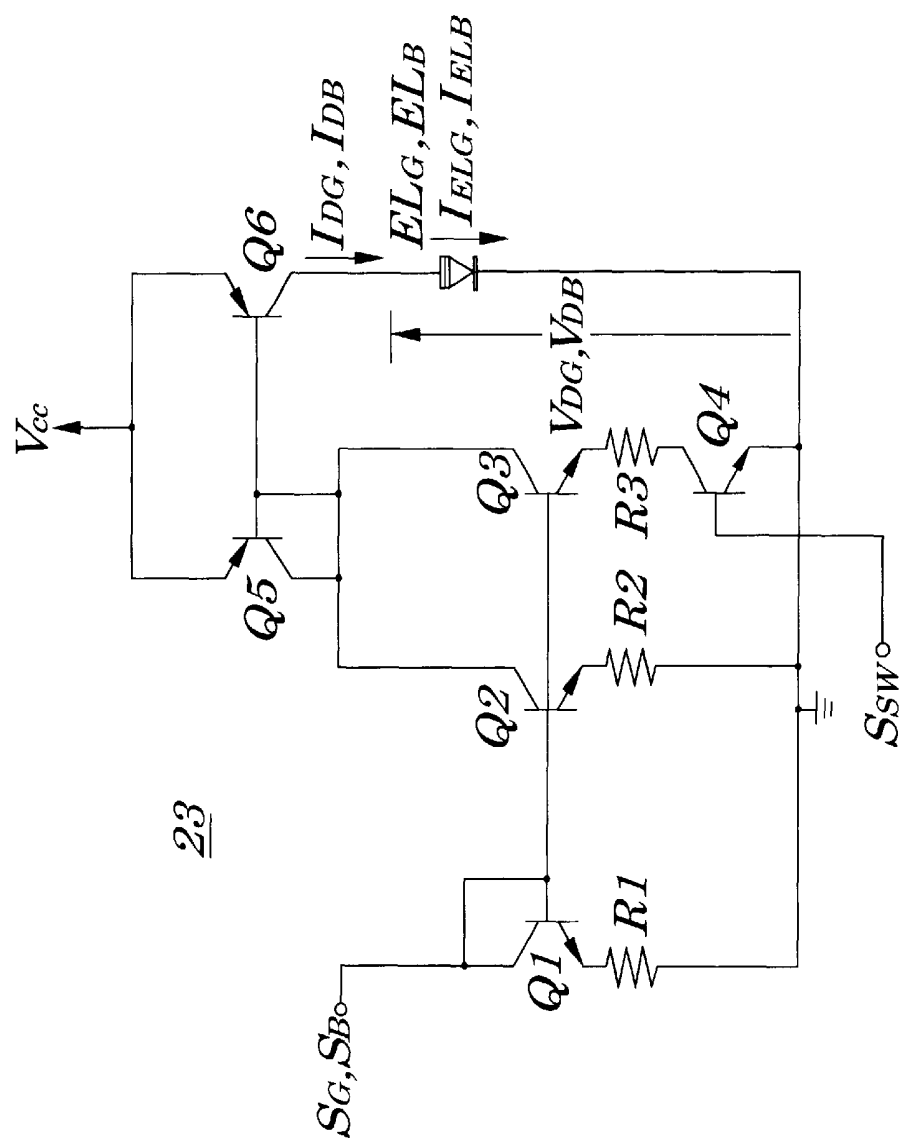 Vcc
Q5
Q6
IDG, IDB
ELG, ELB
IELG, IELB
23
Q2
Q3
VDG, VDB
SG, SB
Q1
R1
R2
R3
Q4
SSW